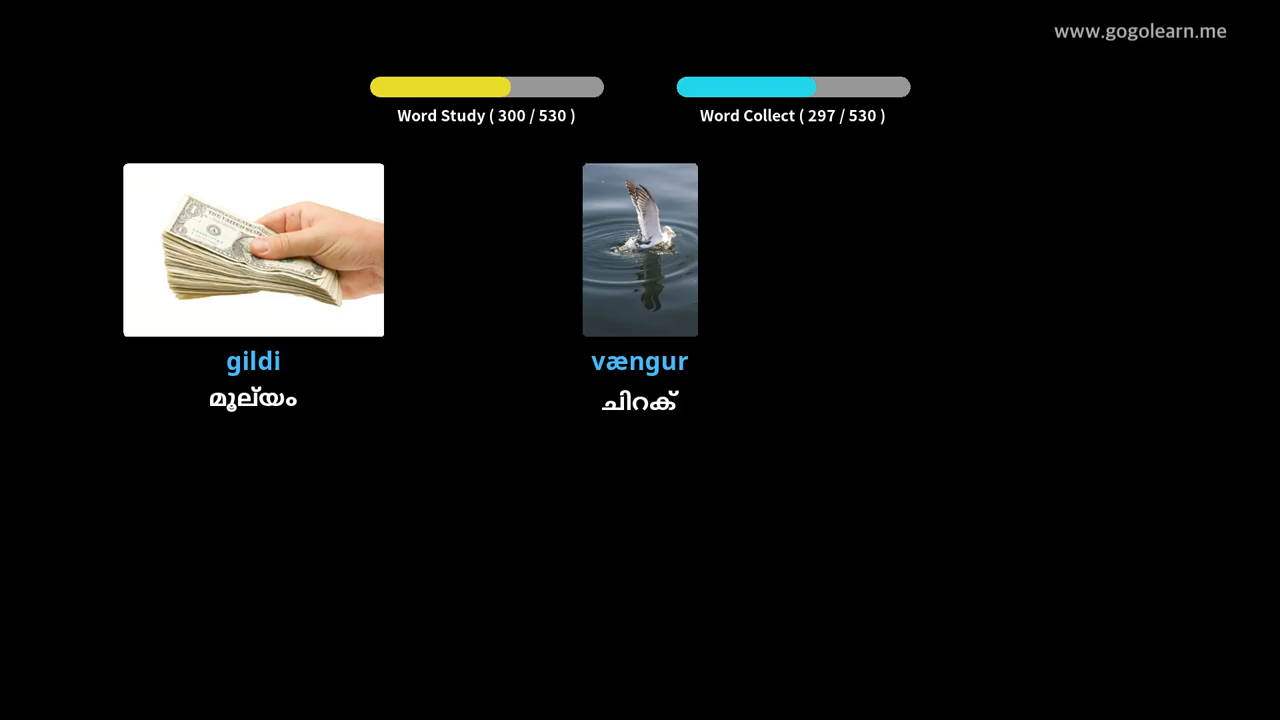 www.gogolearn.me
Word Study ( 300 / 530 )
Word Collect ( 297 / 530 )
gildi
മൂല്യം
vængur
ചിറക്